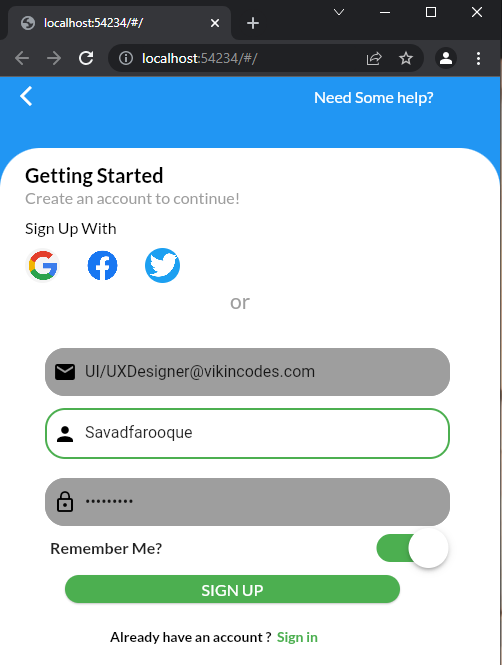 localhost:54234/#/
localhost:54234/#/
Need Some help?
Getting Started
Create an account to continue!
Sign Up With
or
UI/UXDesigner@vikincodes.com
Savadfarooque
•••••••••
Remember Me?
SIGN UP
Already have an account ? Sign in